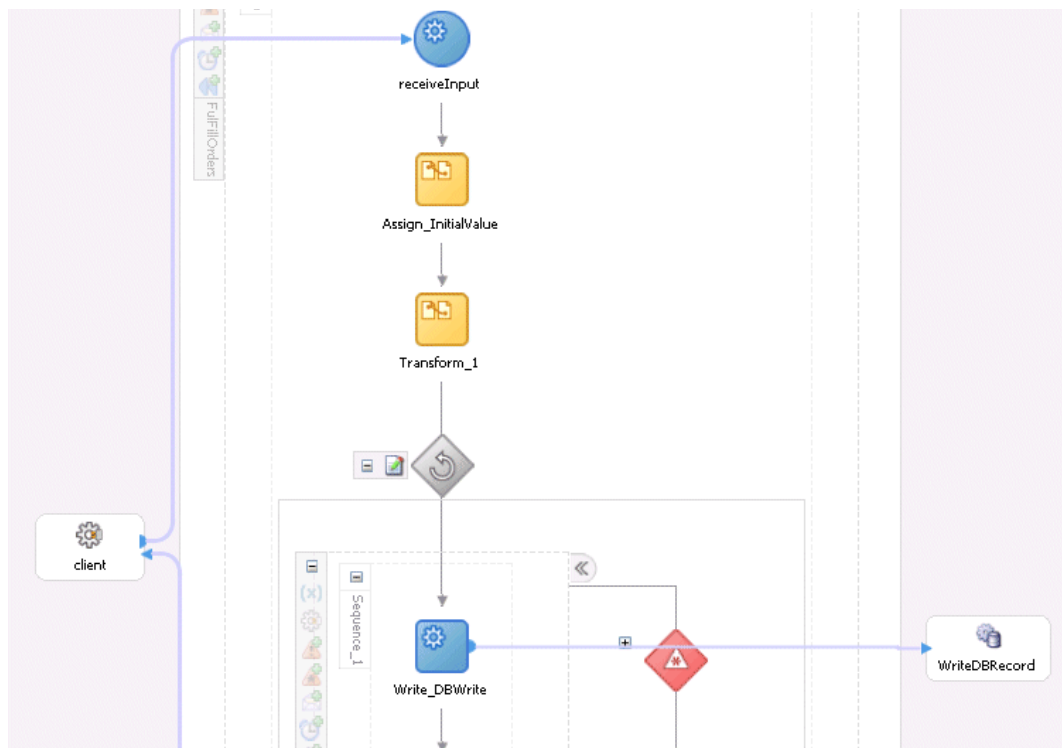 receiveInput
FulFillOrders
Assign_InitialValue
Transform_1
client
(x)
Sequence_1
Write_DBWrite
WriteDBRecord